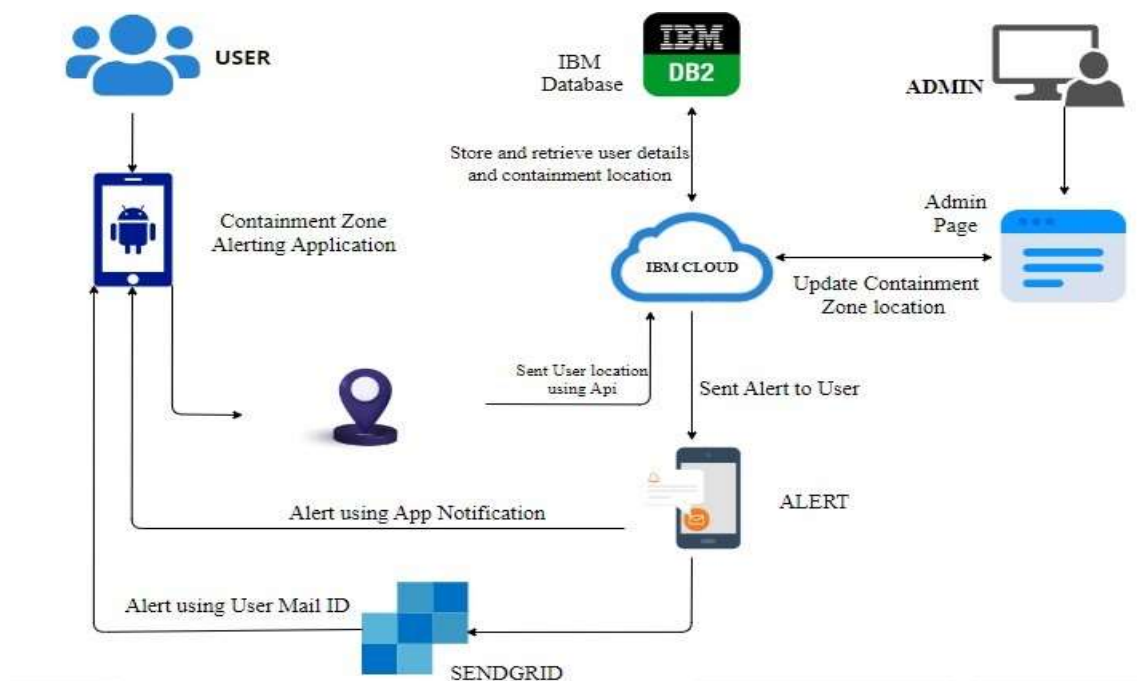 USER
IBM
Database
IBM
DB2
ADMIN
Store and retrieve user details
and containment location
Containment Zone
Alerting Application
Admin
Page
IBM CLOUD
Update Containment
Zone location
Sent User location
using Api
Sent Alert to User
ALERT
Alert using App Notification
Alert using User Mail ID
SENDGRID